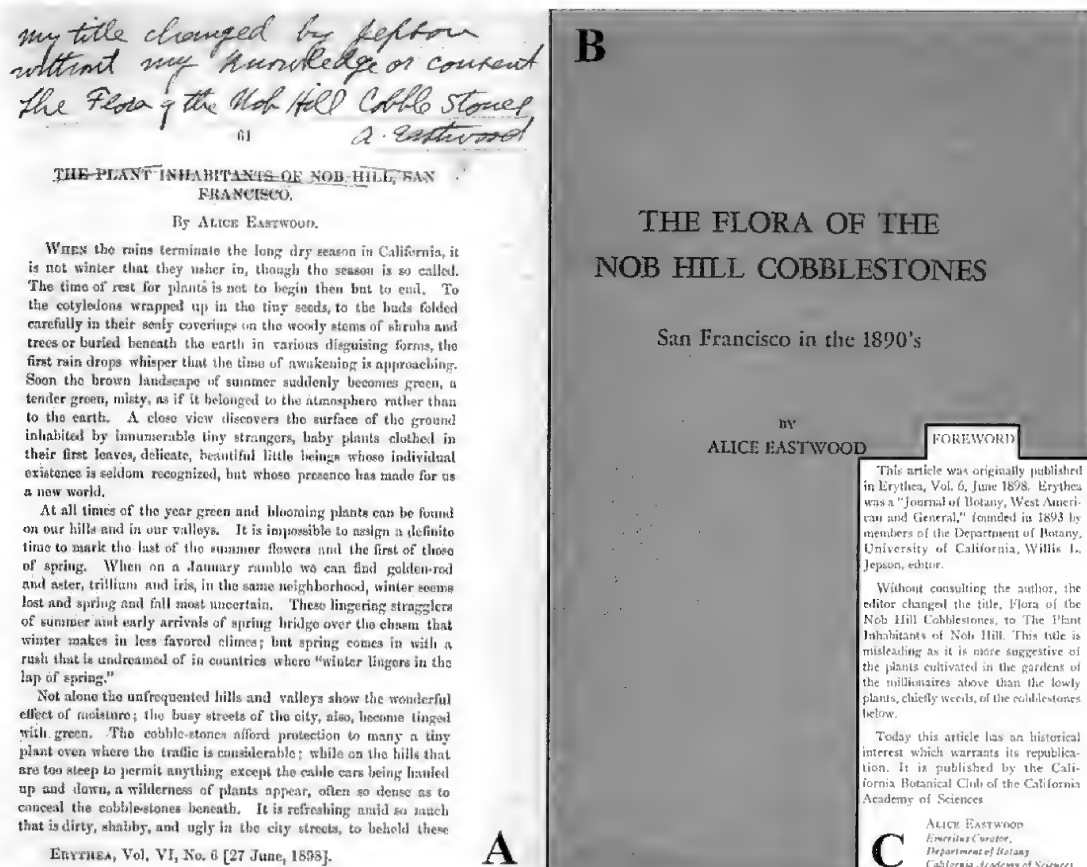 my title changed by Jepson
without my knowledge or consent
The Flora of the Nob Hill Cobble Stones
A. Eastwood
61
THE PLANT INHABITANTS OF NOB HILL, SAN
FRANCISCO.
By ALICE EASTWOOD.
WHEN the rains terminate the long dry season in California, it
is not winter that they usher in, though the season is so called.
The time of rest for plants is not to begin then but to end. To
the cotyledons wrapped up in the tiny seeds, to the buds folded
carefully in their scaly coverings on the woody stems of shrubs and
trees or buried beneath the earth in various disguising forms, the
first rain drops whisper that the time of awakening is approaching.
Soon the brown landscape of summer suddenly becomes green, a
tender green, misty, as if it belonged to the atmosphere rather than
to the earth. A close view discovers the surface of the ground
inhabited by innumerable tiny strangers, baby plants clothed in
their first leaves, delicate, beautiful little beings whose individual
existence is seldom recognized, but whose presence has made for us
a new world.
At all times of the year green and blooming plants can be found
on our hills and in our valleys. It is impossible to assign a definite
time to mark the last of the summer flowers and the first of those
of spring. When on a January ramble we can find golden-rod
and aster, trillium and iris, in the same neighborhood, winter seems
lost and spring and fall most uncertain. These lingering stragglers
of summer and early arrivals of spring bridge over the chasm that
winter makes in less favored climes; but spring comes in with a
rush that is undreamed of in countries where "winter lingers in the
lap of spring."
Not alone the unfrequented hills and valleys show the wonderful
effect of moisture; the busy streets of the city, also, become tinged
with green. The cobble-stones afford protection to many a tiny
plant even where the traffic is considerable; while on the hills that
are too steep to permit anything except the cable cars being hauled
up and down, a wilderness of plants appear, often so dense as to
conceal the cobble-stones beneath. It is refreshing amid so much
that is dirty, shabby, and ugly in the city streets, to behold these
ERYTHEA, Vol. VI, No. 6 [27 June, 1898].
A
B
THE FLORA OF THE
NOB HILL COBBLESTONES
San Francisco in the 1890's
BY
ALICE EASTWOOD
FOREWORD
This article was originally published
in Erythea, Vol. 6, June 1898. Erythea
was a "Journal of Botany, West Ameri-
can and General," founded in 1893 by
members of the Department of Botany,
University of California, Willis L.
Jepson, editor.
Without consulting the author, the
editor changed the title, Flora of the
Nob Hill Cobblestones, to The Plant
Inhabitants of Nob Hill. This title is
misleading as it is more suggestive of
the plants cultivated in the gardens of
the millionaires above than the lowly
plants, chiefly weeds, of the cobblestones
below.
Today this article has an historical
interest which warrants its republica-
tion. It is published by the Cali-
fornia Botanical Club of the California
Academy of Sciences
ALICE EASTWOOD
Emeritus Curator,
Department of Botany
California Academy of Sciences
C